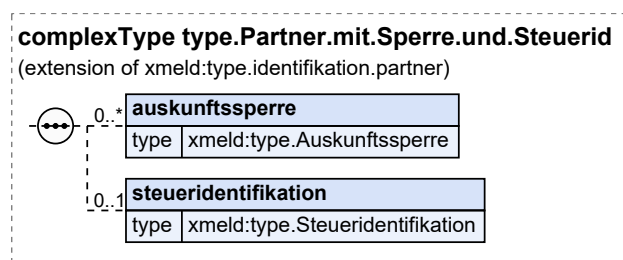 complexType type.Partner.mit.Sperre.und.Steuerid
(extension of xmeld:type.identifikation.partner)
0..* auskunftssperre
type xmeld:type.Auskunftssperre
0..1 steueridentifikation
type xmeld:type.Steueridentifikation